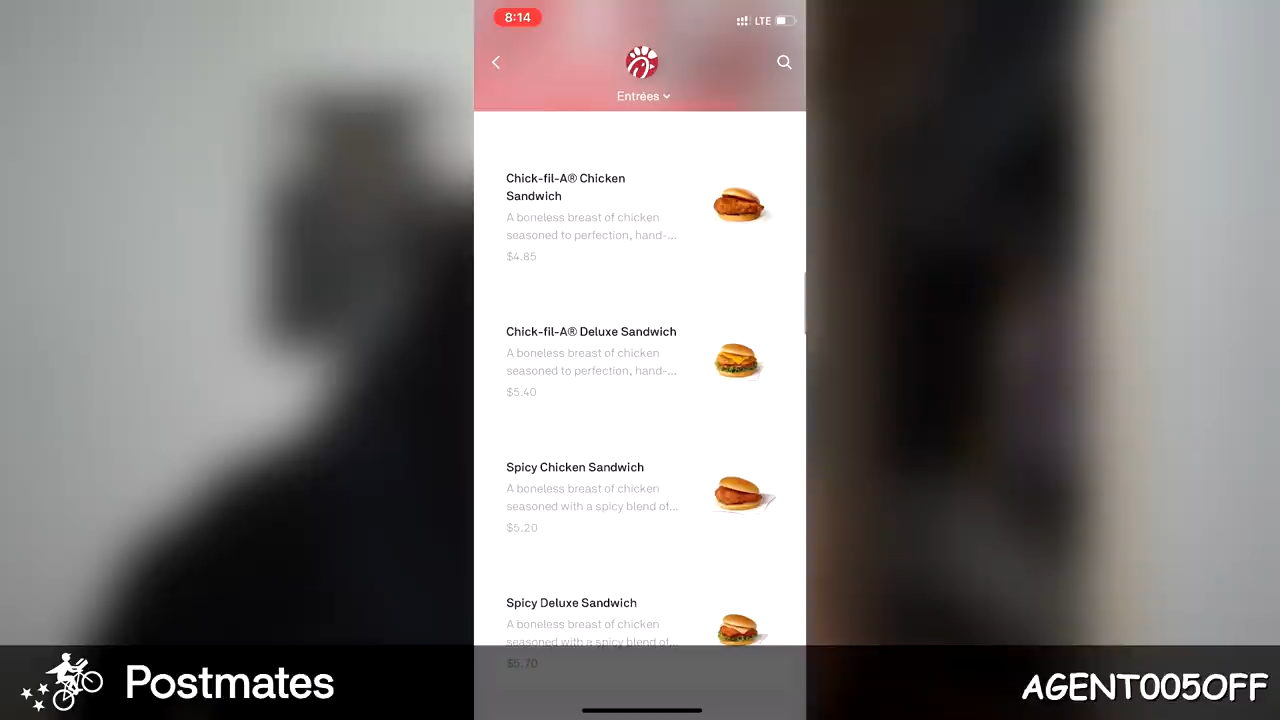 8:14
LTE
Entrées
Chick-fil-A® Chicken
Sandwich
A boneless breast of chicken
seasoned to perfection, hand-...
$4.85
Chick-fil-A® Deluxe Sandwich
A boneless breast of chicken
seasoned to perfection, hand-...
$5.40
Spicy Chicken Sandwich
A boneless breast of chicken
seasoned with a spicy blend of...
$5.20
Spicy Deluxe Sandwich
A boneless breast of chicken
seasoned with a spicy blend of...
$5.70
Postmates
AGENT005OFF